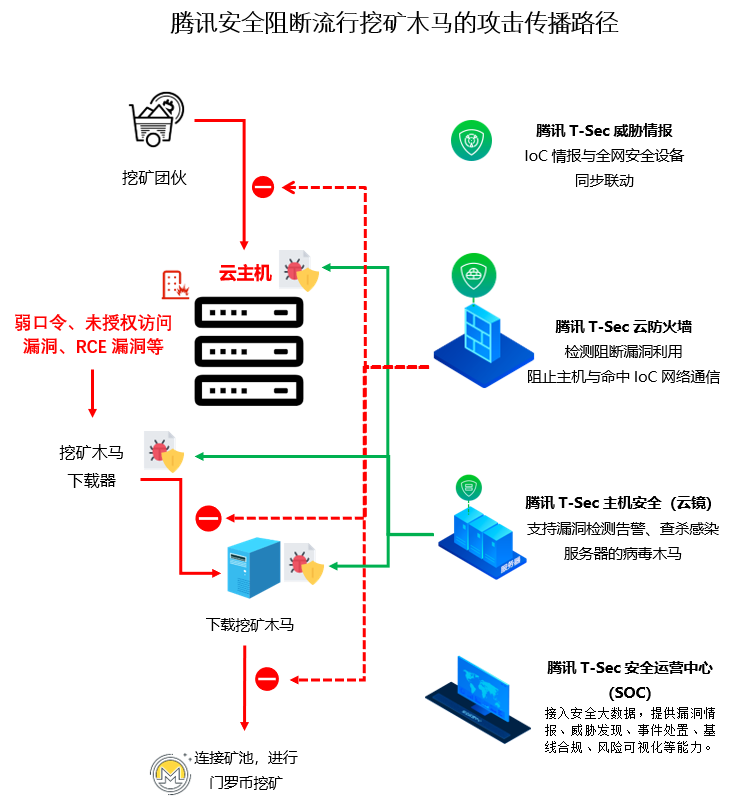 腾讯安全阻断流行挖矿木马的攻击传播路径
挖矿团伙
腾讯 T-Sec 威胁情报
IoC 情报与全网安全设备
同步联动
云主机
弱口令、未授权访问
漏洞、RCE 漏洞等
腾讯 T-Sec 云防火墙
检测阻断漏洞利用
阻止主机与命中 IoC 网络通信
挖矿木马
下载器
腾讯 T-Sec 主机安全（云镜）
支持漏洞检测告警、查杀感染
服务器的病毒木马
服务器
下载挖矿木马
腾讯 T-Sec 安全运营中心
（SOC）
接入安全大数据，提供漏洞情
报、威胁发现、事件处置、基
线合规、风险可视化等能力。
连接矿池，进行
门罗币挖矿